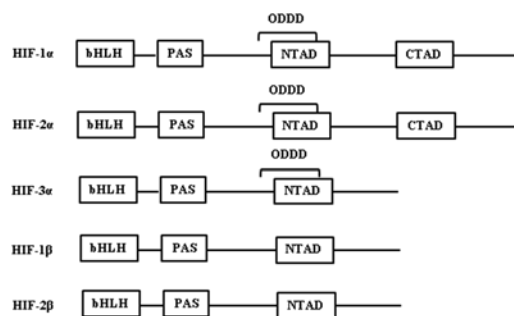 ODDD
HIF-1α bHLH PAS NTAD CTAD
ODDD
HIF-2α bHLH PAS NTAD CTAD
ODDD
HIF-3α bHLH PAS NTAD
HIF-1β bHLH PAS NTAD
HIF-2β bHLH PAS NTAD